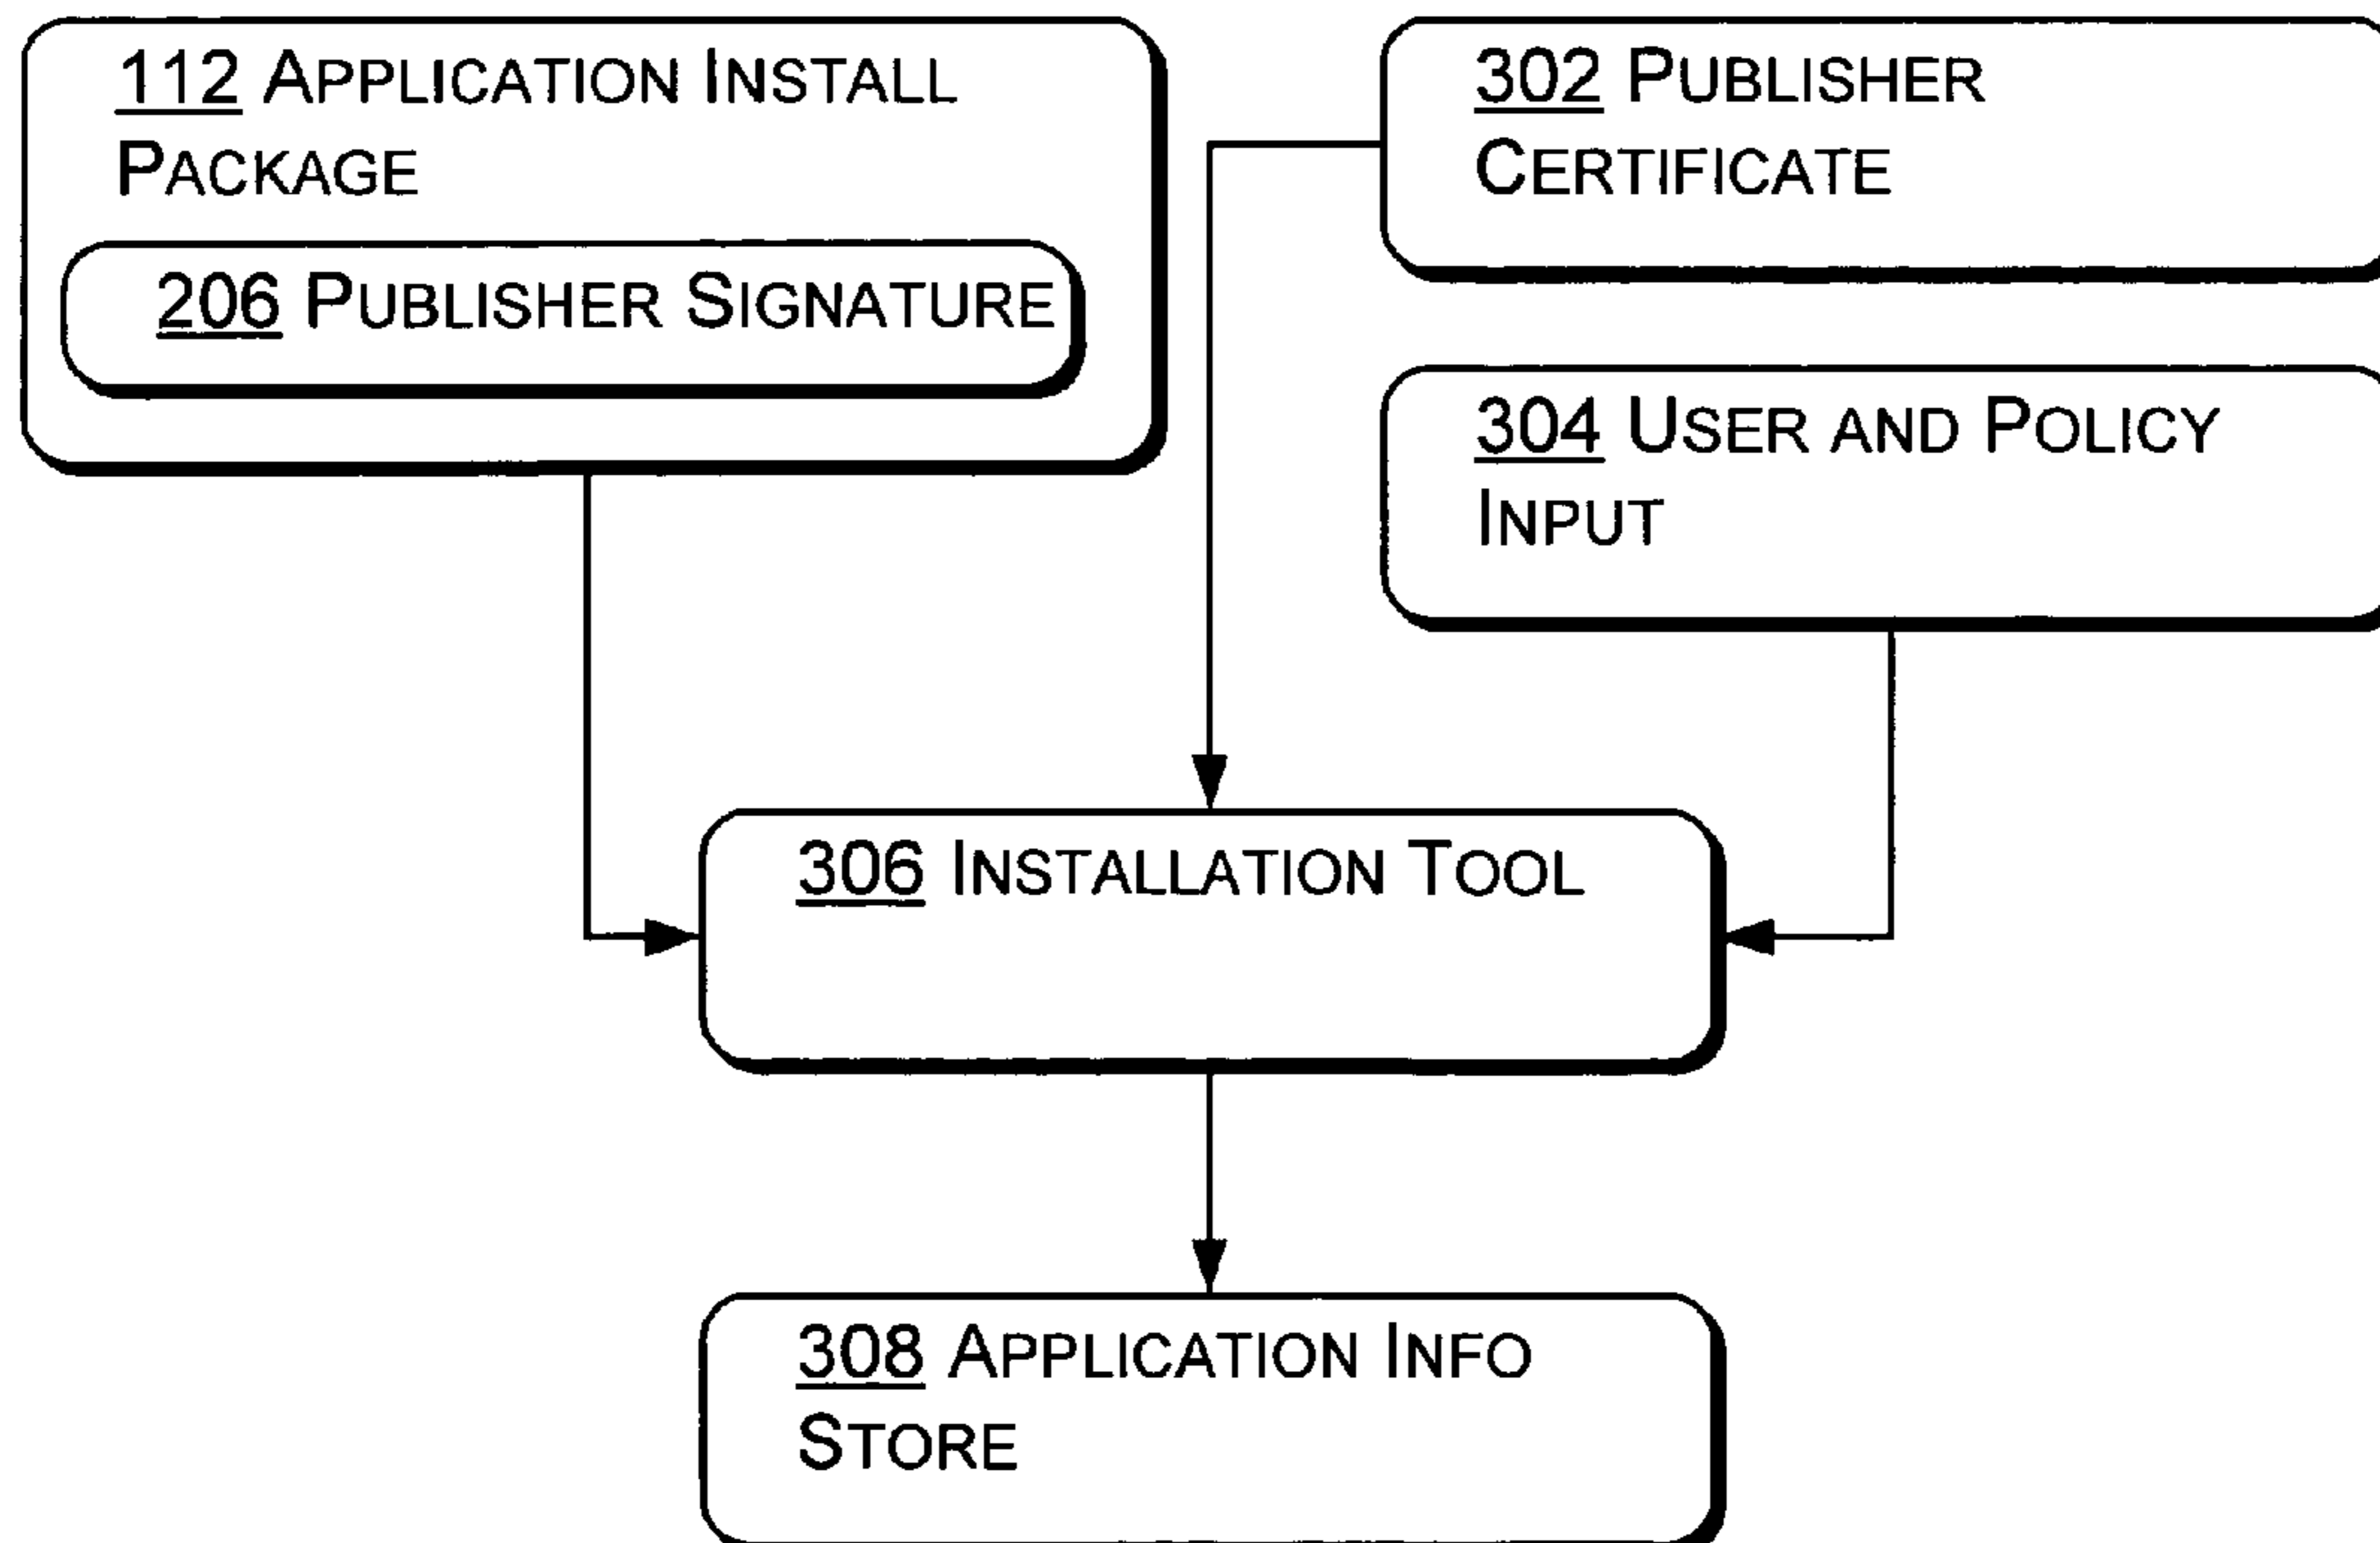 112 APPLICATION INSTALL
PACKAGE
206 PUBLISHER SIGNATURE
302 PUBLISHER
CERTIFICATE
304 USER AND POLICY
INPUT
306 INSTALLATION TOOL
308 APPLICATION INFO
STORE